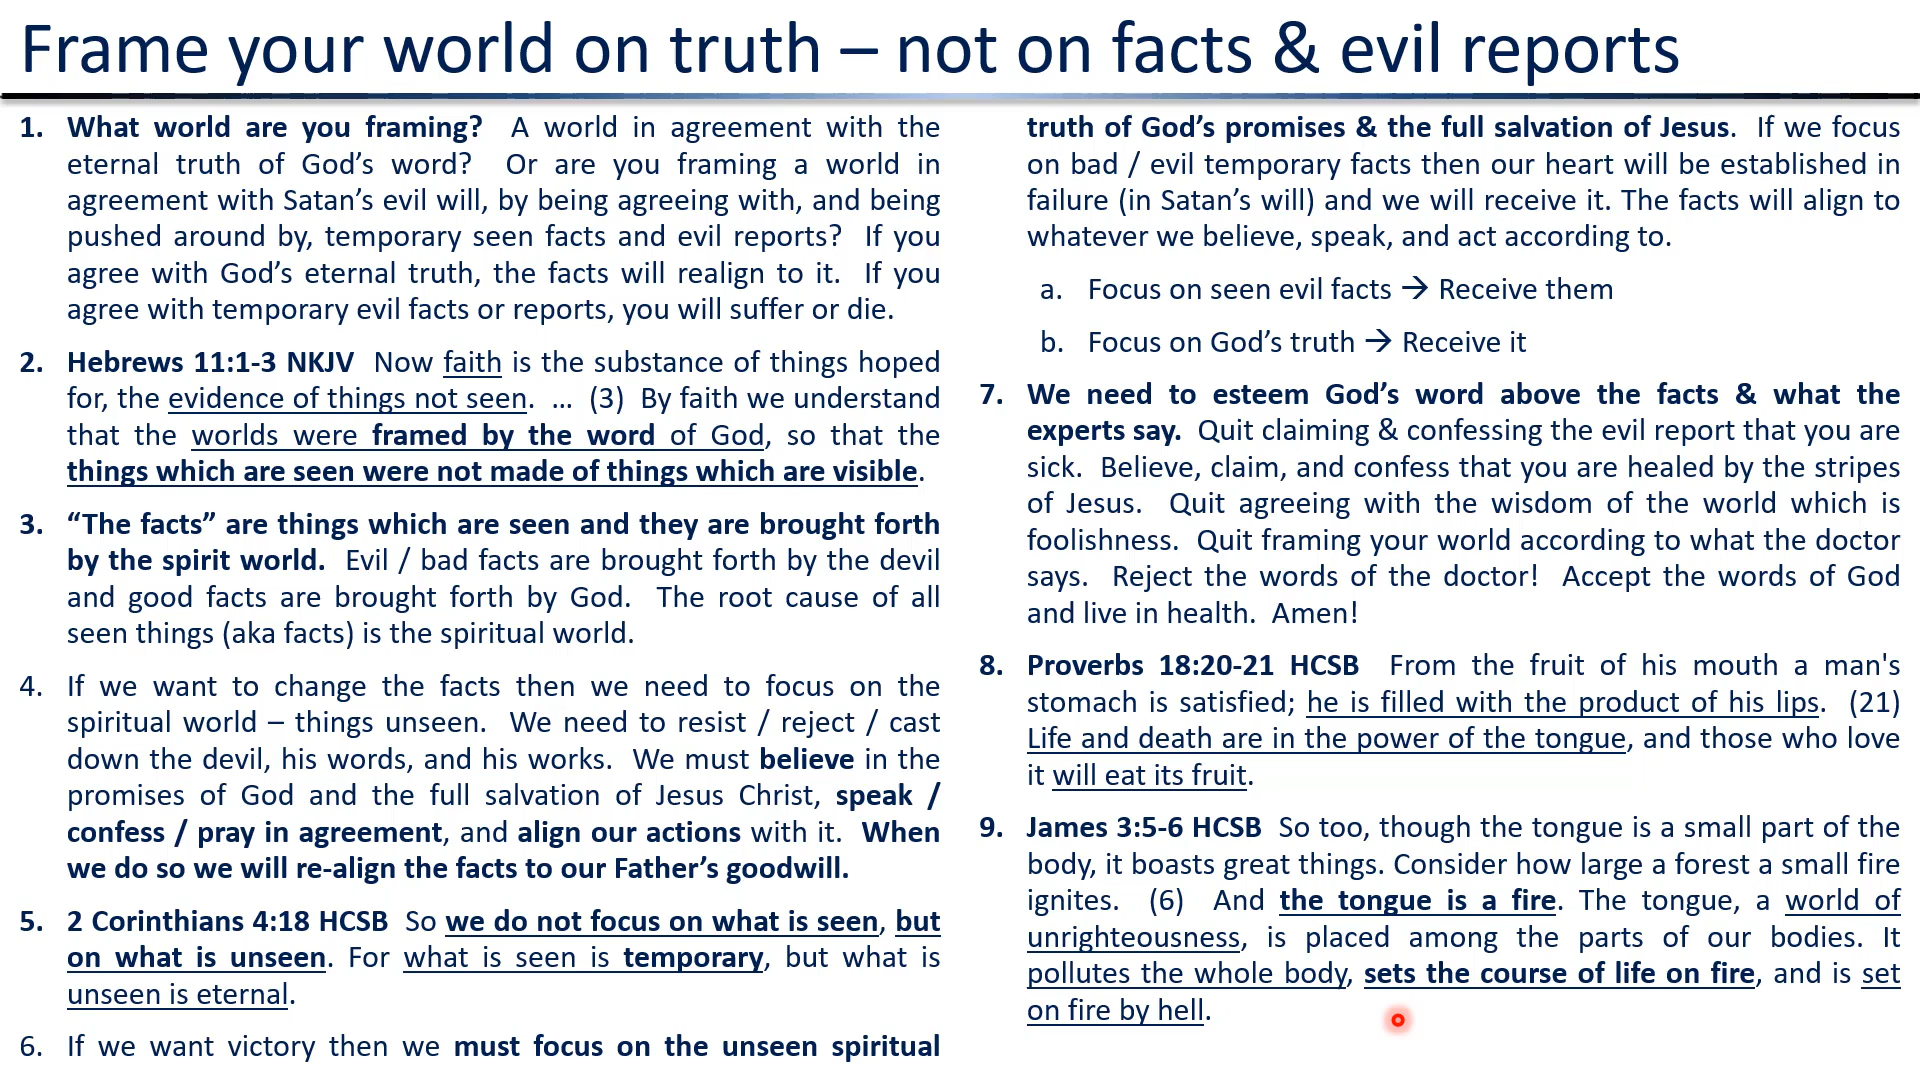 Frame your world on truth – not on facts & evil reports
1. What world are you framing? A world in agreement with the
eternal truth of God’s word? Or are you framing a world in
agreement with Satan’s evil will, by being agreeing with, and being
pushed around by, temporary seen facts and evil reports? If you
agree with God’s eternal truth, the facts will realign to it. If you
agree with temporary evil facts or reports, you will suffer or die.
2. Hebrews 11:1-3 NKJV Now faith is the substance of things hoped
for, the evidence of things not seen. … (3) By faith we understand
that the worlds were framed by the word of God, so that the
things which are seen were not made of things which are visible.
3. “The facts” are things which are seen and they are brought forth
by the spirit world. Evil / bad facts are brought forth by the devil
and good facts are brought forth by God. The root cause of all
seen things (aka facts) is the spiritual world.
4. If we want to change the facts then we need to focus on the
spiritual world – things unseen. We need to resist / reject / cast
down the devil, his words, and his works. We must believe in the
promises of God and the full salvation of Jesus Christ, speak /
confess / pray in agreement, and align our actions with it. When
we do so we will re-align the facts to our Father’s goodwill.
5. 2 Corinthians 4:18 HCSB So we do not focus on what is seen, but
on what is unseen. For what is seen is temporary, but what is
unseen is eternal.
6. If we want victory then we must focus on the unseen spiritual
truth of God’s promises & the full salvation of Jesus. If we focus
on bad / evil temporary facts then our heart will be established in
failure (in Satan’s will) and we will receive it. The facts will align to
whatever we believe, speak, and act according to.
a. Focus on seen evil facts → Receive them
b. Focus on God’s truth → Receive it
7. We need to esteem God’s word above the facts & what the
experts say. Quit claiming & confessing the evil report that you are
sick. Believe, claim, and confess that you are healed by the stripes
of Jesus. Quit agreeing with the wisdom of the world which is
foolishness. Quit framing your world according to what the doctor
says. Reject the words of the doctor! Accept the words of God
and live in health. Amen!
8. Proverbs 18:20-21 HCSB From the fruit of his mouth a man's
stomach is satisfied; he is filled with the product of his lips. (21)
Life and death are in the power of the tongue, and those who love
it will eat its fruit.
9. James 3:5-6 HCSB So too, though the tongue is a small part of the
body, it boasts great things. Consider how large a forest a small fire
ignites. (6) And the tongue is a fire. The tongue, a world of
unrighteousness, is placed among the parts of our bodies. It
pollutes the whole body, sets the course of life on fire, and is set
on fire by hell.